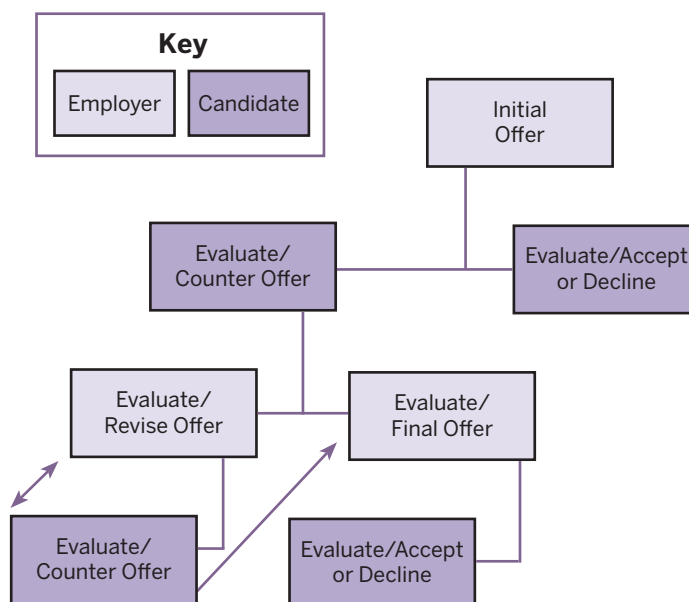 Key
Employer
Candidate
Initial
Offer
Evaluate/
Counter Offer
Evaluate/Accept
or Decline
Evaluate/
Revise Offer
Evaluate/
Final Offer
Evaluate/
Counter Offer
Evaluate/Accept
or Decline